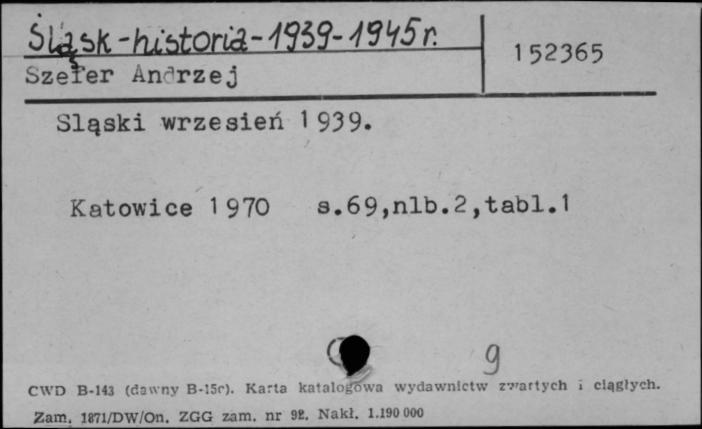 Śląsk-historia-1939-1945r.
152365
Szefer Andrzej
Sląski wrzesień 1939.
Katowice 1970 s.69,nlb.2,tabl.1
9
CWD B-143 (dawny B-15c). Karta katalogowa wydawnictw zwartych i ciągłych.
Zam. 1871/DW/On. ZGG zam. nr 92. Nakł. 1.190 000